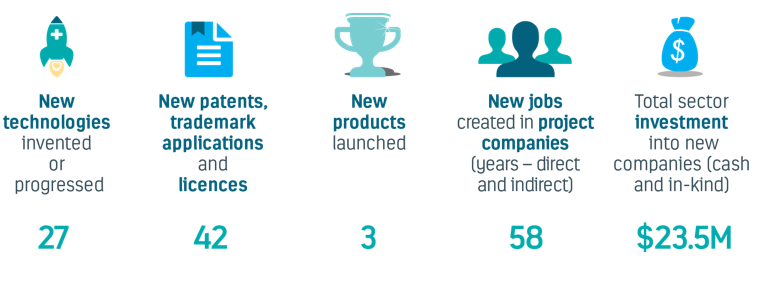 $
New
technologies
invented
or
progressed
27
New patents,
trademark
applications
and
licences
42
New
products
launched
3
New jobs
created in project
companies
(years – direct
and indirect)
58
Total sector
investment
into new
companies (cash
and in-kind)
$23.5M